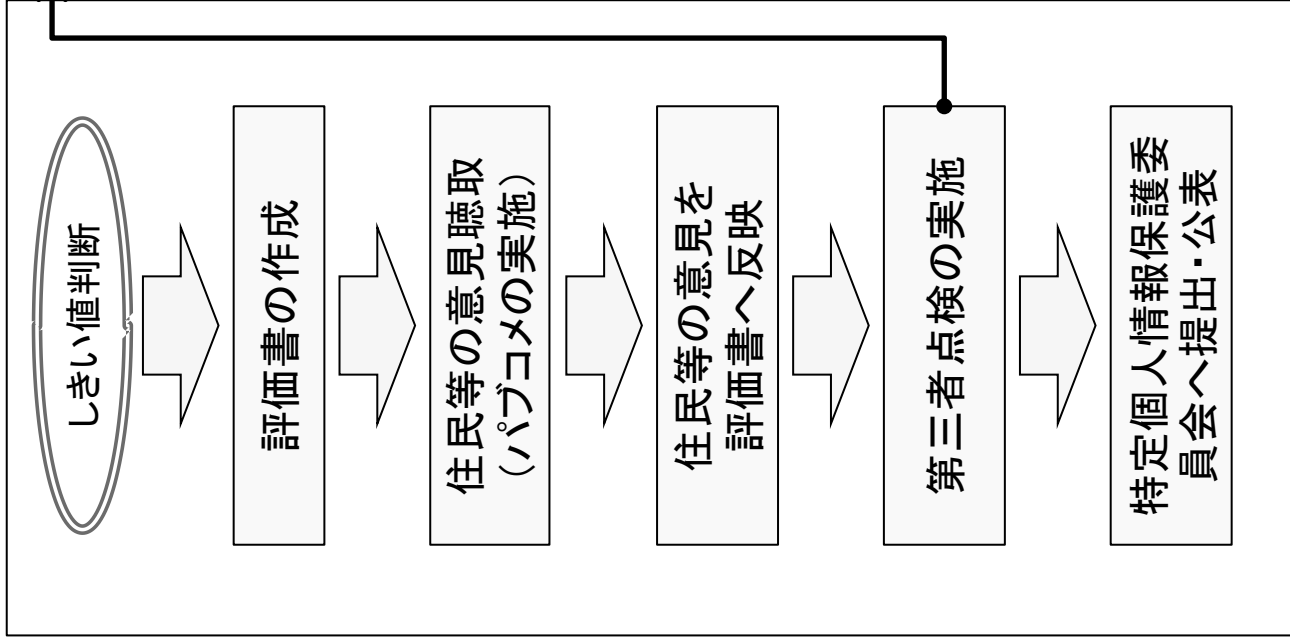 しきい値判断
評価書の作成
住民等の意見聴取
(パブコメの実施)
住民等の意見を
評価書へ反映
第三者点検の実施
特定個人情報保護委
員会へ提出・公表